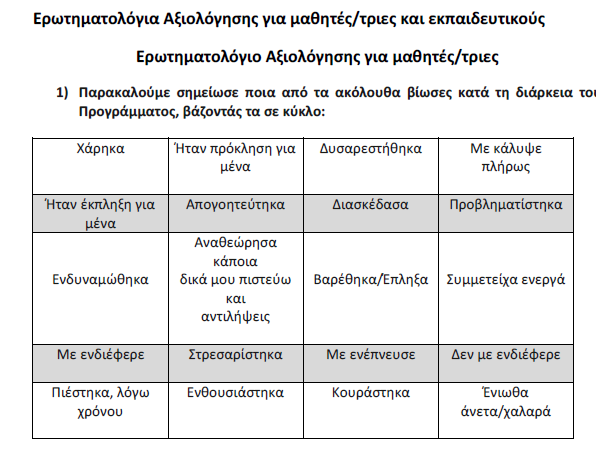 Ερωτηματολόγια Αξιολόγησης για μαθητές/τριες και εκπαιδευτικούς
Ερωτηματολόγιο Αξιολόγησης για μαθητές/τριες
1) Παρακαλούμε σημείωσε ποια από τα ακόλουθα βίωσες κατά τη διάρκεια του
Προγράμματος, βάζοντάς τα σε κύκλο:
Χάρηκα
Ήταν πρόκληση για
μένα
Δυσαρεστήθηκα
Με κάλυψε
πλήρως
Ήταν έκπληξη για
μένα
Απογοητεύτηκα
Διασκέδασα
Προβληματίστηκα
Ενδυναμώθηκα
Αναθεώρησα
κάποια
δικά μου πιστεύω
και
αντιλήψεις
Βαρέθηκα/Έπληξα
Συμμετείχα ενεργά
Με ενδιέφερε
Στρεσαρίστηκα
Με ενέπνευσε
Δεν με ενδιέφερε
Πιέστηκα, λόγω
χρόνου
Ενθουσιάστηκα
Κουράστηκα
Ένιωθα
άνετα/χαλαρά